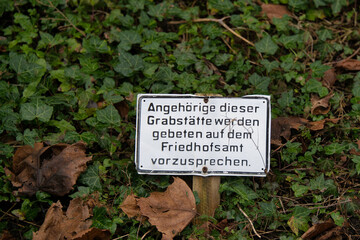 Angehörige dieser
Grabstätte werden
gebeten auf dem
Friedhofsamt
vorzusprechen.